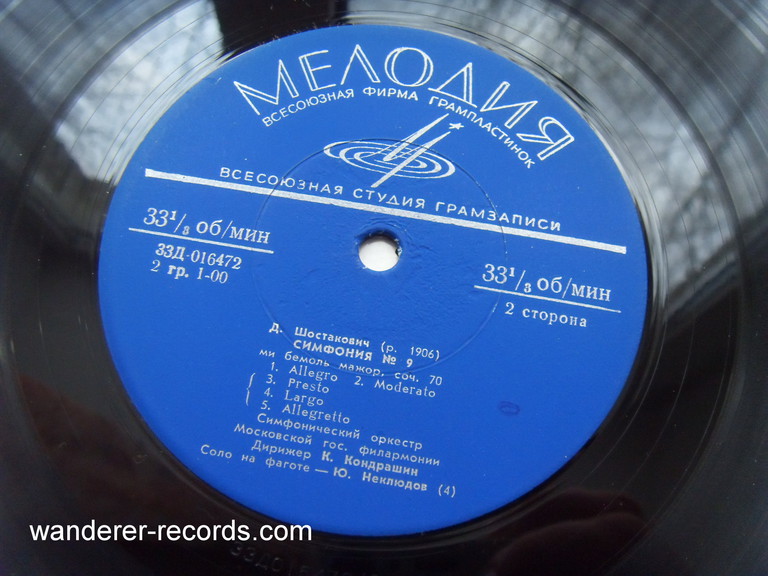 МЕЛОДИЯ
ВСЕСОЮЗНАЯ ФИРМА ГРАМПЛАСТИНОК
ВСЕСОЮЗНАЯ СТУДИЯ ГРАМЗАПИСИ
33¹/₃ об/мин
33Д-016472
2 гр. 1-00
33¹/₃ об/мин
2 сторона
Д. Шостакович (р. 1906)
СИМФОНИЯ № 9
ми бемоль мажор, соч. 70
1. Allegro 2. Moderato
3. Presto
4. Largo
5. Allegretto
Симфонический оркестр
Московской гос. филармонии
Дирижер К. Кондрашин
Соло на фаготе — Ю. Неклюдов (4)
wanderer-records.com